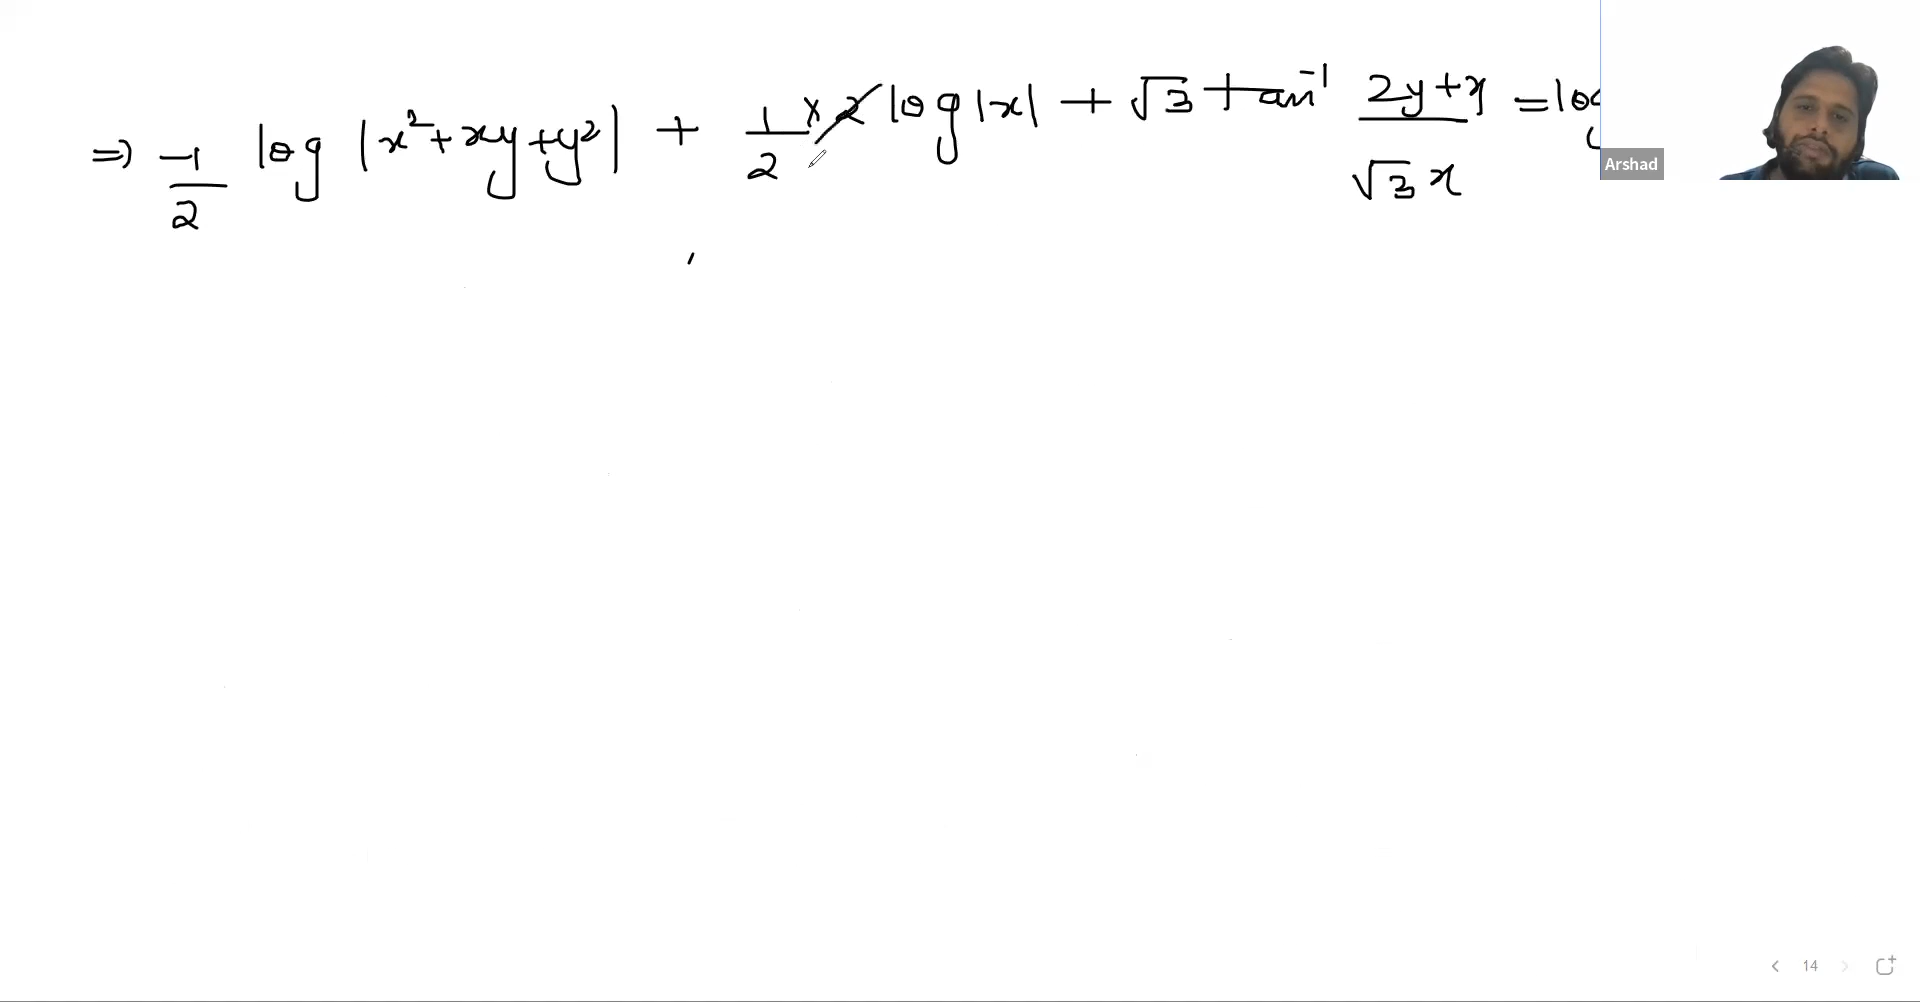 ⇒ -1/2 log |x²+xy+y²| + 1/2 × 2 log |x| + √3 tan⁻¹ (2y+x)/(√3 x) = log
Arshad
14